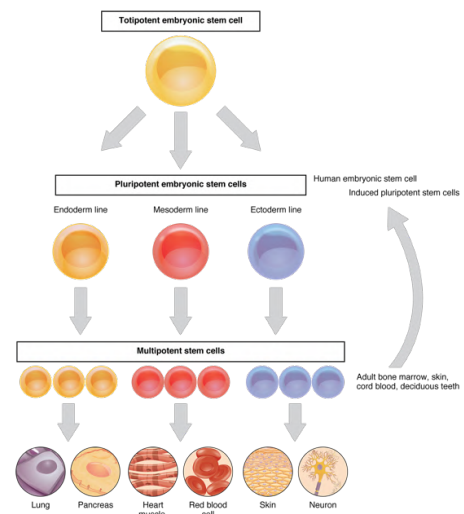 Totipotent embryonic stem cell
Pluripotent embryonic stem cells
Human embryonic stem cell
Induced pluripotent stem cells
Endoderm line
Mesoderm line
Ectoderm line
Multipotent stem cells
Adult bone marrow, skin,
cord blood, deciduous teeth
Lung
Pancreas
Heart
muscle
Red blood
cell
Skin
Neuron